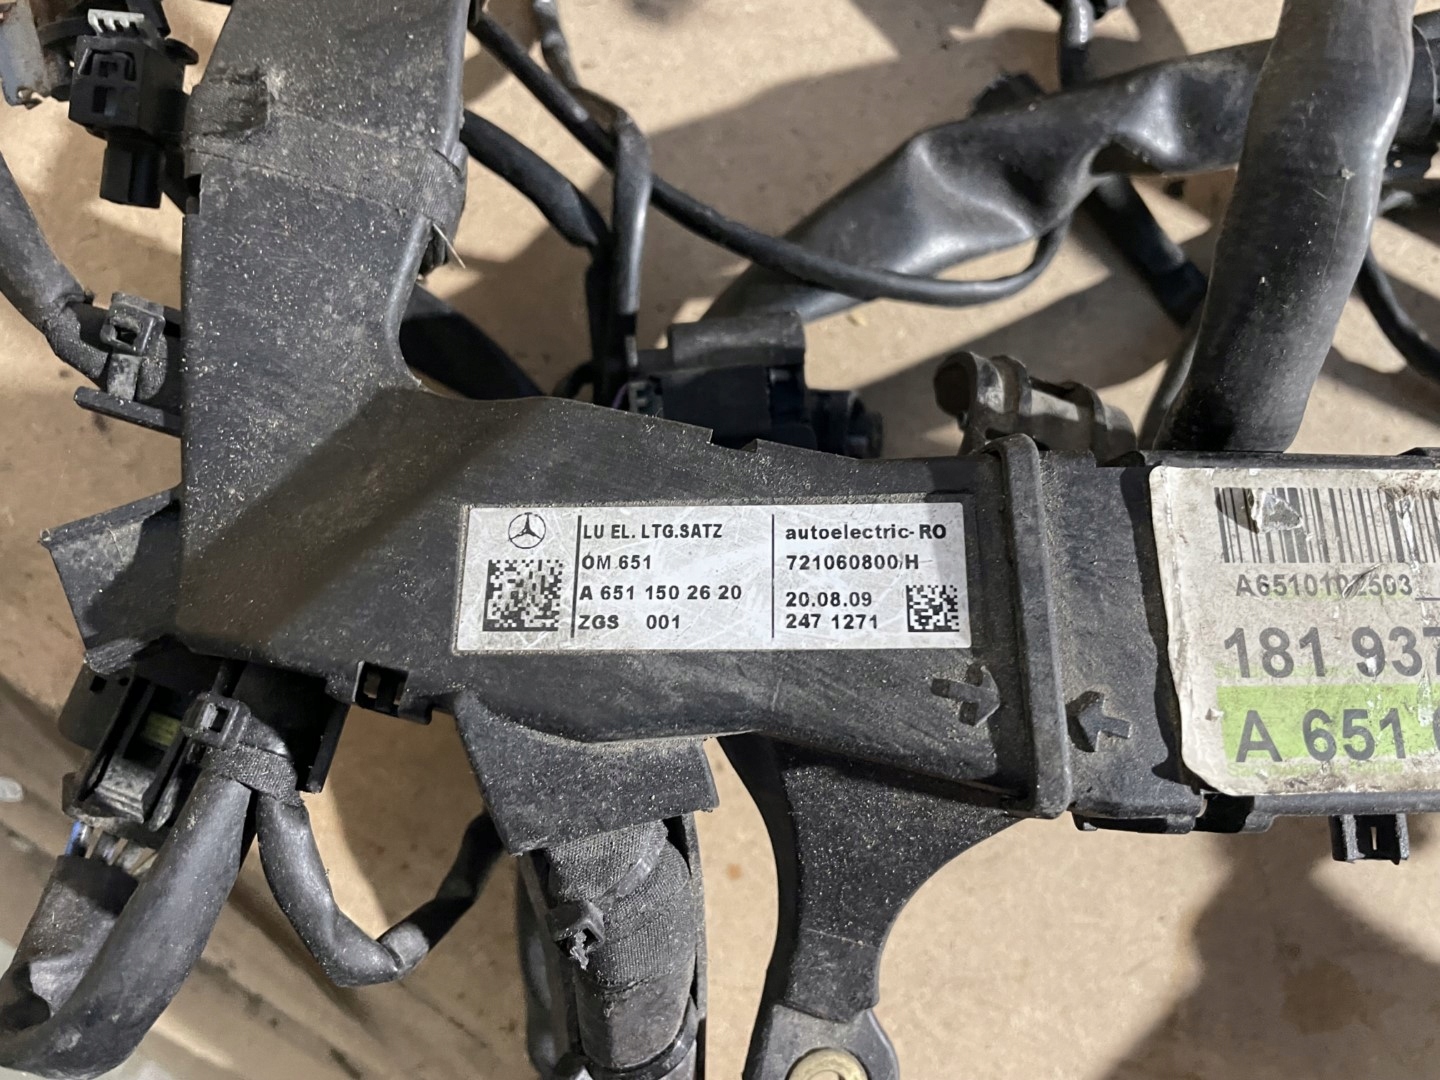 LU EL. LTG.SATZ
OM 651
A 651 150 26 20
ZGS 001
autoelectric-RO
721060800/H
20.08.09
247 1271
181 937
A 651